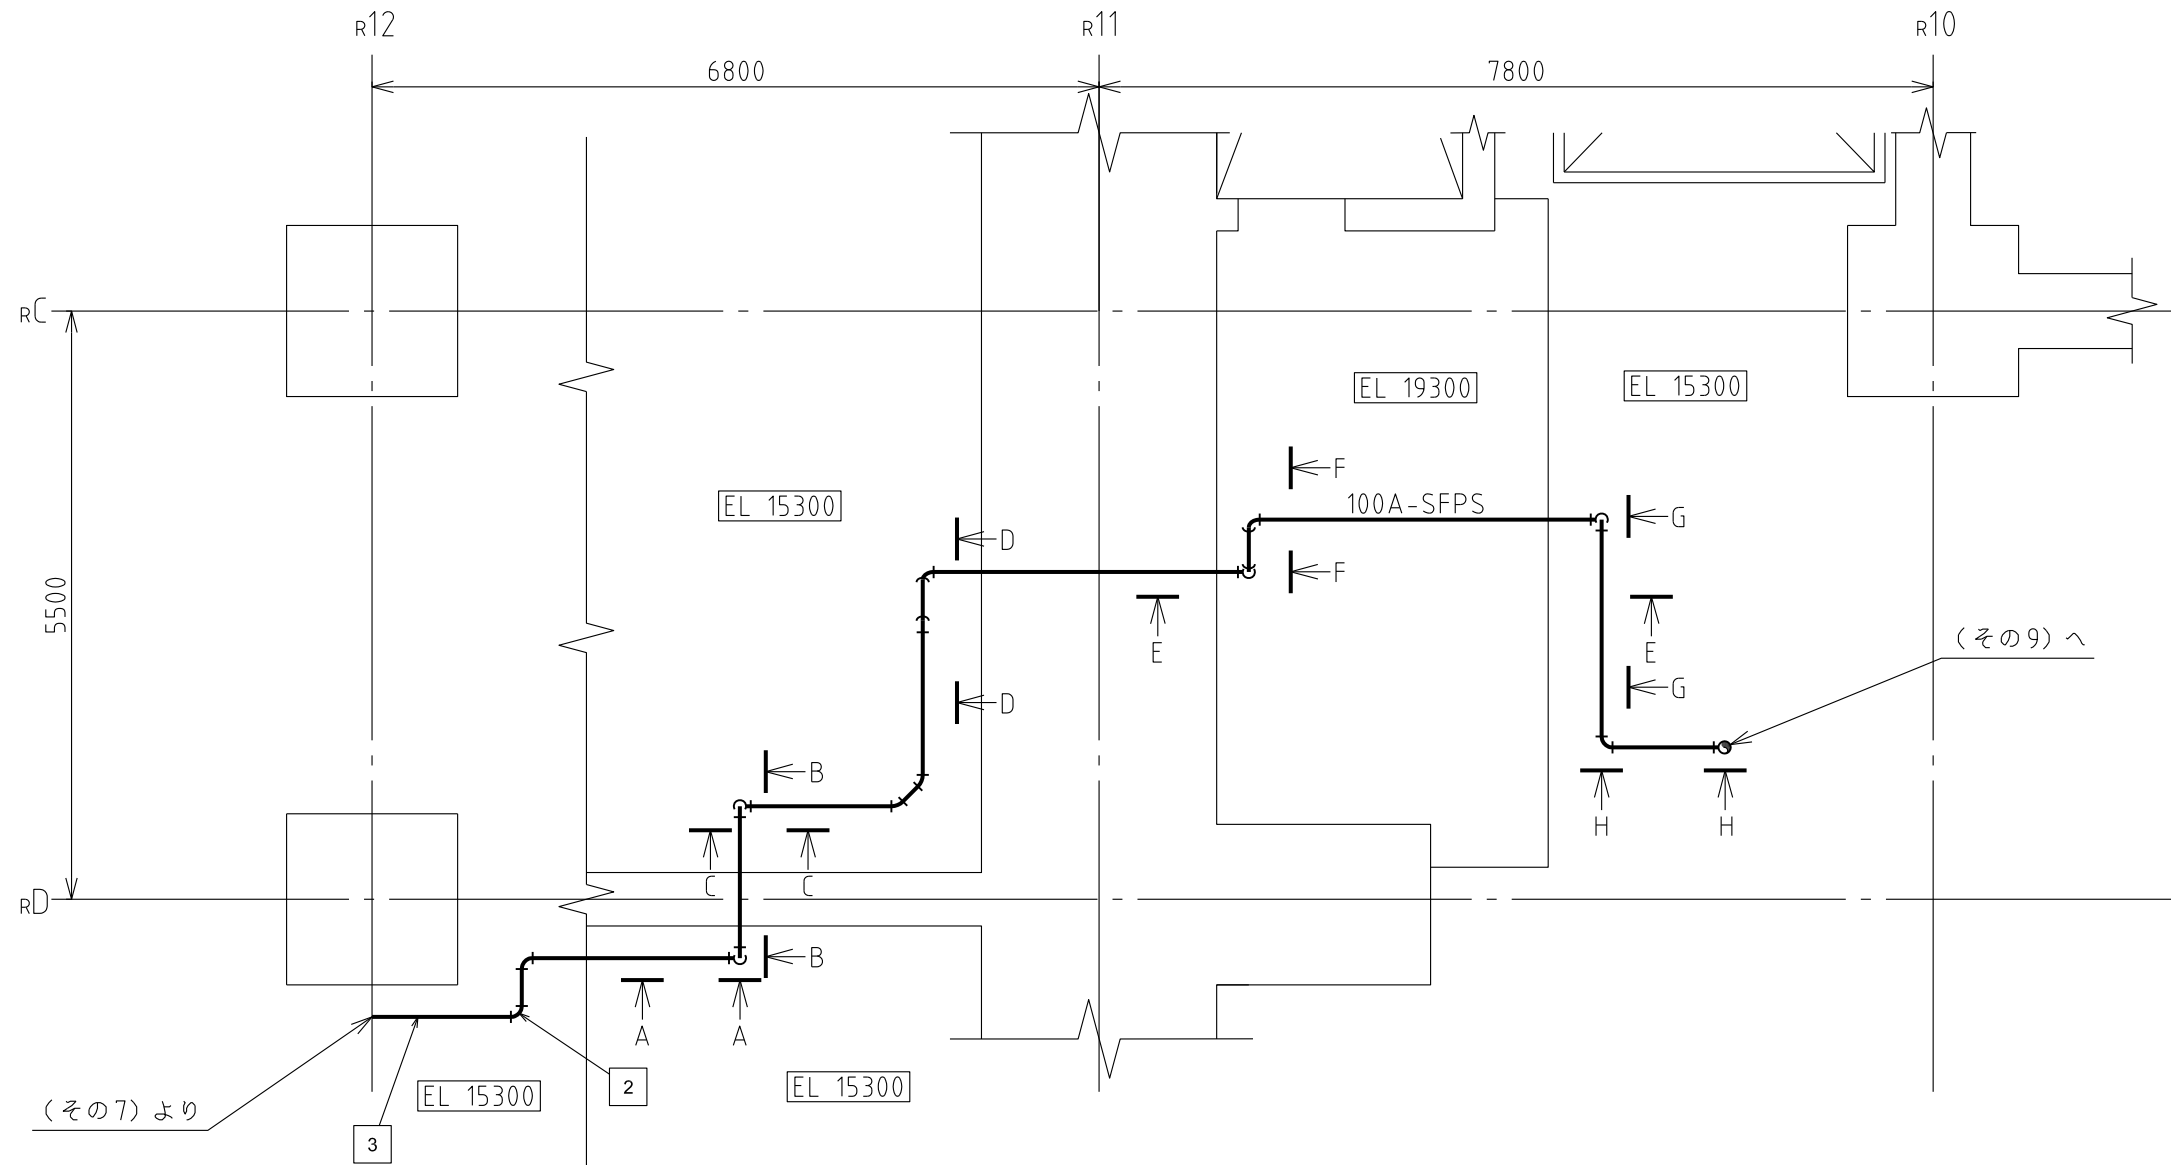 R12
R11
R10
6800
7800
RC
EL 19300
EL 15300
F
EL 15300
100A-SFPS
G
D
F
5500
E
E
(その9)へ
G
D
B
H
H
C
C
RD
B
A
A
2
EL 15300
EL 15300
(その7)より
3